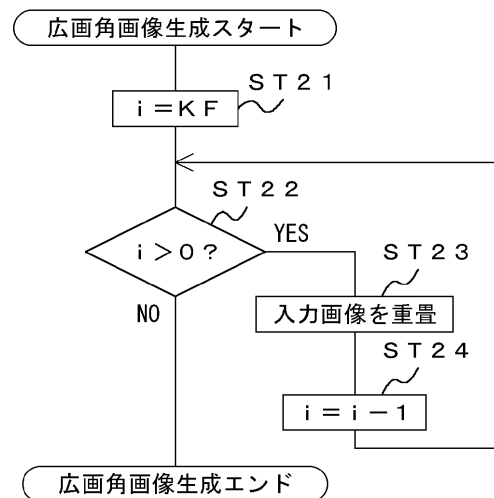 広画角画像生成スタート
ST21
i=KF
ST22
i>0?
YES
NO
ST23
入力画像を重畳
ST24
i=i-1
広画角画像生成エンド